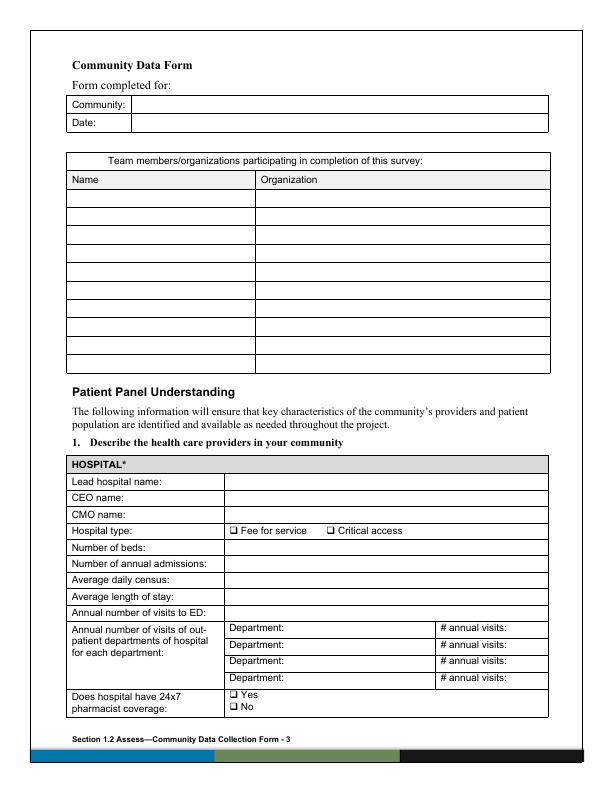 Community Data Form
Form completed for:
Community:
Date:
Team members/organizations participating in completion of this survey:
Name Organization
Patient Panel Understanding
The following information will ensure that key characteristics of the community’s providers and patient
population are identified and available as needed throughout the project.
1. Describe the health care providers in your community
HOSPITAL*
Lead hospital name:
CEO name:
CMO name:
Hospital type: ❑ Fee for service ❑ Critical access
Number of beds:
Number of annual admissions:
Average daily census:
Average length of stay:
Annual number of visits to ED:
Annual number of visits of out-
patient departments of hospital
for each department:
Department: # annual visits:
Department: # annual visits:
Department: # annual visits:
Department: # annual visits:
Does hospital have 24x7
pharmacist coverage:
❑ Yes
❑ No
Section 1.2 Assess—Community Data Collection Form - 3